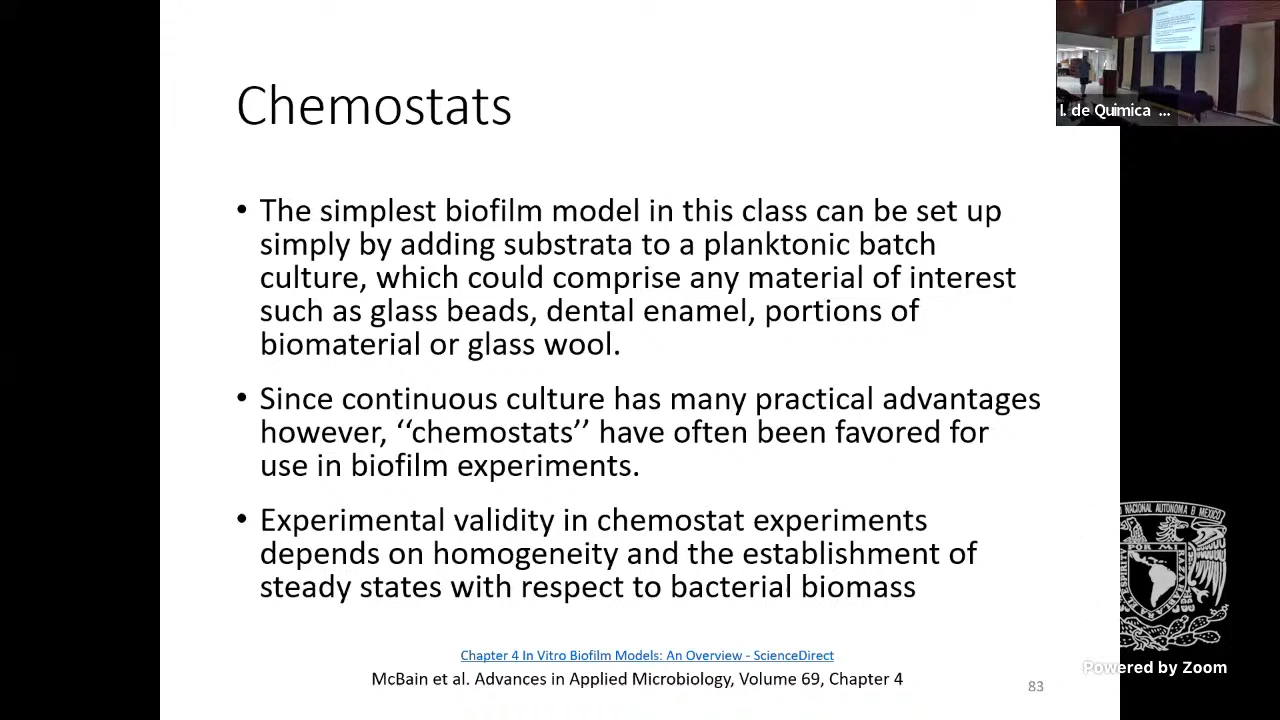 Chemostats
I. de Quimica ...
• The simplest biofilm model in this class can be set up
simply by adding substrata to a planktonic batch
culture, which could comprise any material of interest
such as glass beads, dental enamel, portions of
biomaterial or glass wool.
• Since continuous culture has many practical advantages
however, ‘‘chemostats’’ have often been favored for
use in biofilm experiments.
• Experimental validity in chemostat experiments
depends on homogeneity and the establishment of
steady states with respect to bacterial biomass
Chapter 4 In Vitro Biofilm Models: An Overview - ScienceDirect
McBain et al. Advances in Applied Microbiology, Volume 69, Chapter 4
83
NACIONAL AUTONOMA
POR MI
Powered by Zoom